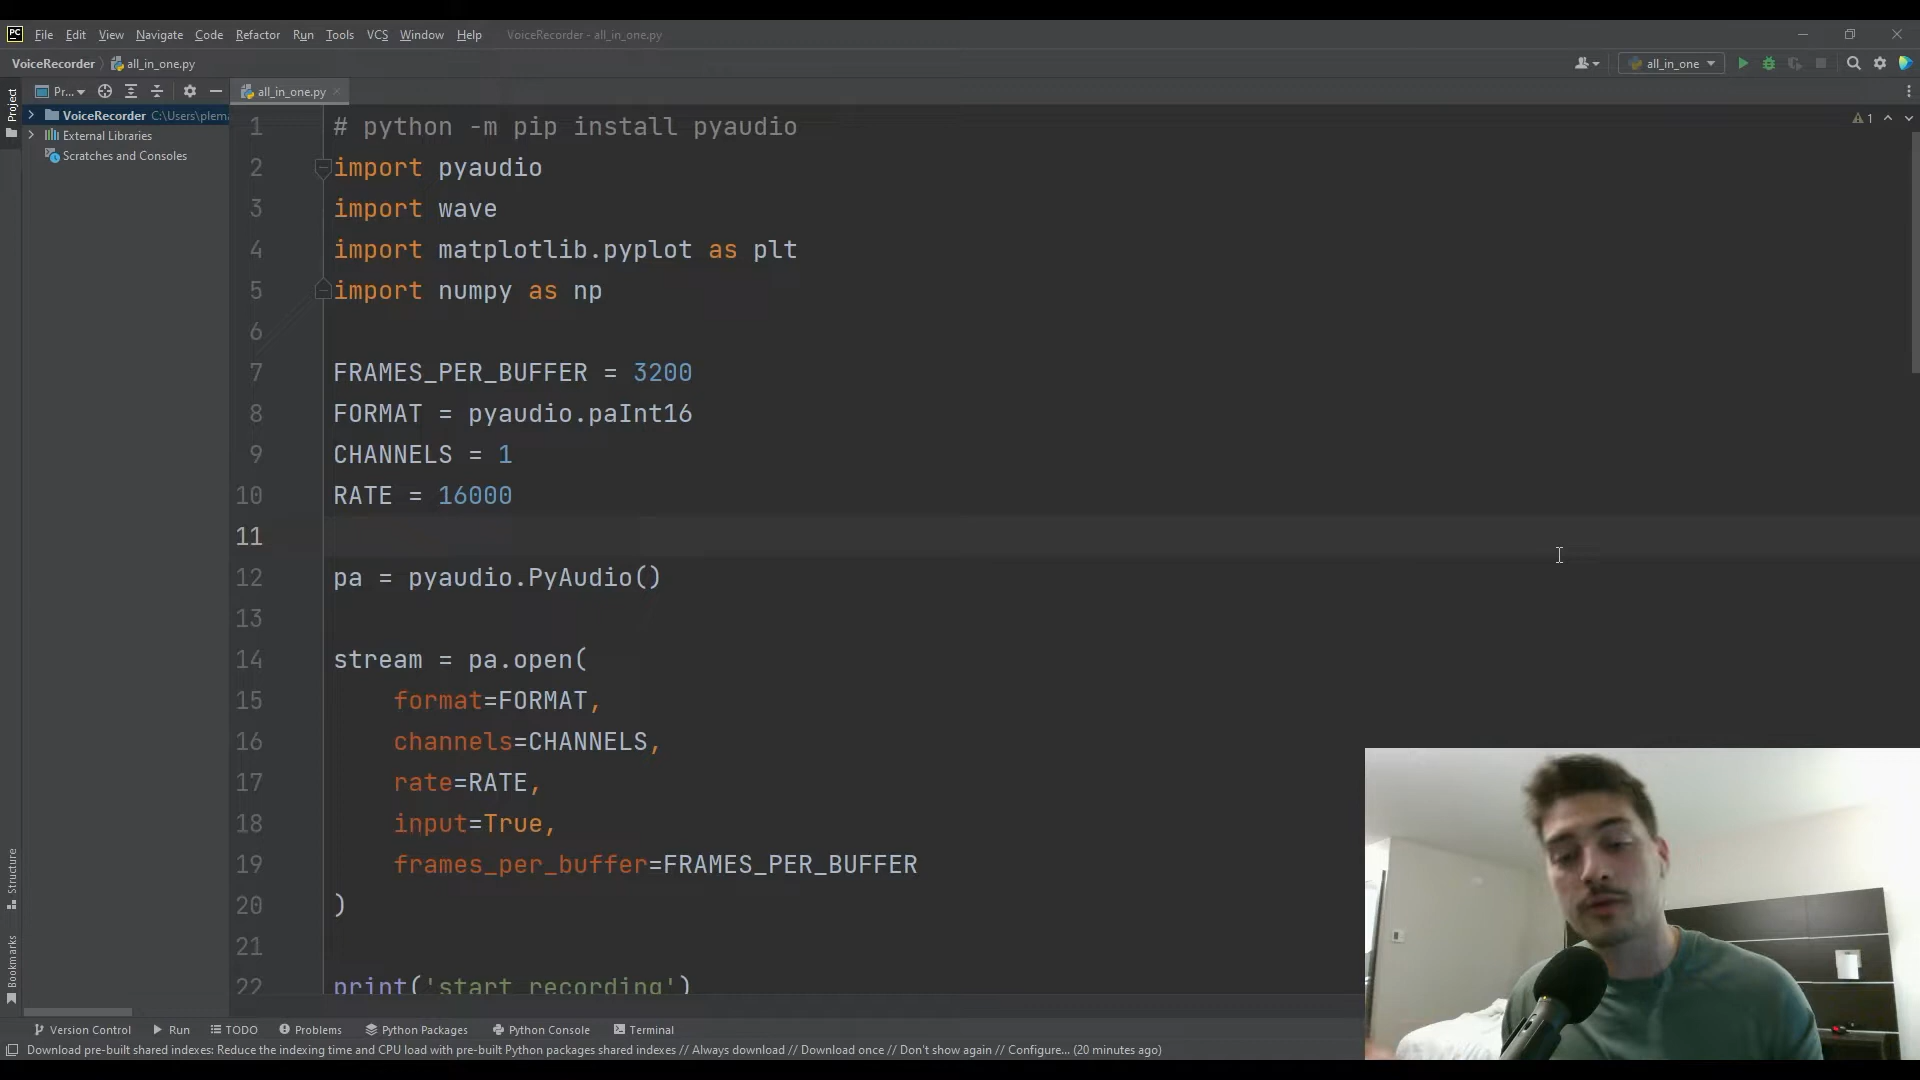 PC File Edit View Navigate Code Refactor Run Tools VCS Window Help VoiceRecorder - all_in_one.py
VoiceRecorder all_in_one.py all_in_one
Project
Pr... all_in_one.py
VoiceRecorder C:\Users\plema
External Libraries
Scratches and Consoles
1
1 # python -m pip install pyaudio
2 import pyaudio
3 import wave
4 import matplotlib.pyplot as plt
5 import numpy as np
6
7 FRAMES_PER_BUFFER = 3200
8 FORMAT = pyaudio.paInt16
9 CHANNELS = 1
10 RATE = 16000
11
12 pa = pyaudio.PyAudio()
13
14 stream = pa.open(
15 format=FORMAT,
16 channels=CHANNELS,
17 rate=RATE,
18 input=True,
19 frames_per_buffer=FRAMES_PER_BUFFER
20 )
21
22 print('start recording')
Structure
Bookmarks
Version Control Run TODO Problems Python Packages Python Console Terminal
Download pre-built shared indexes: Reduce the indexing time and CPU load with pre-built Python packages shared indexes // Always download // Download once // Don't show again // Configure... (20 minutes ago)